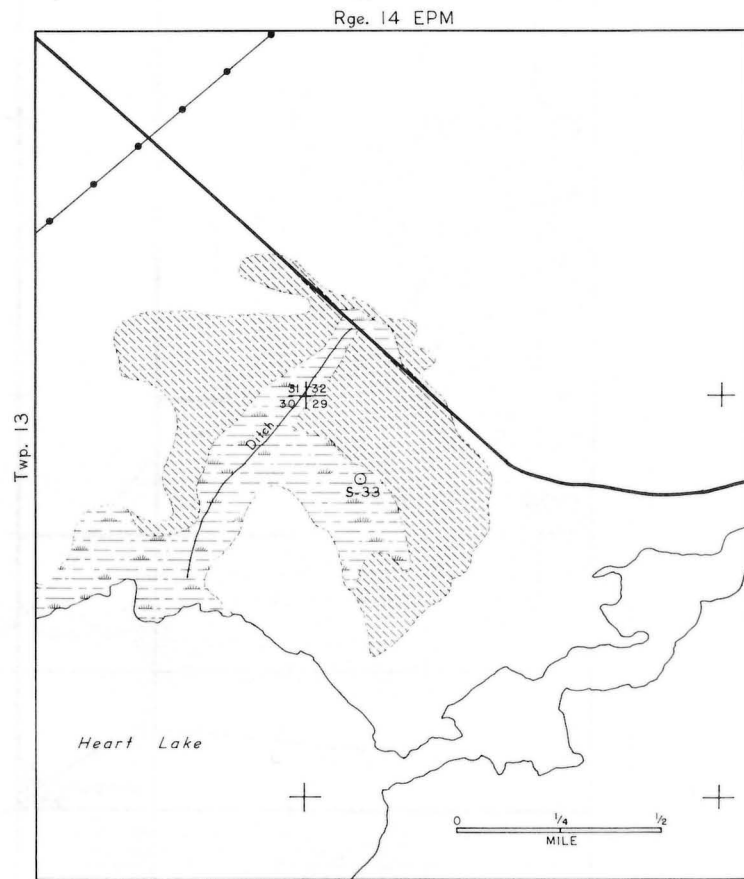 Rge. 14 EPM
Twp. 13
31 32
30 29
Ditch
S-33
Heart Lake
0 1/4 1/2
MILE